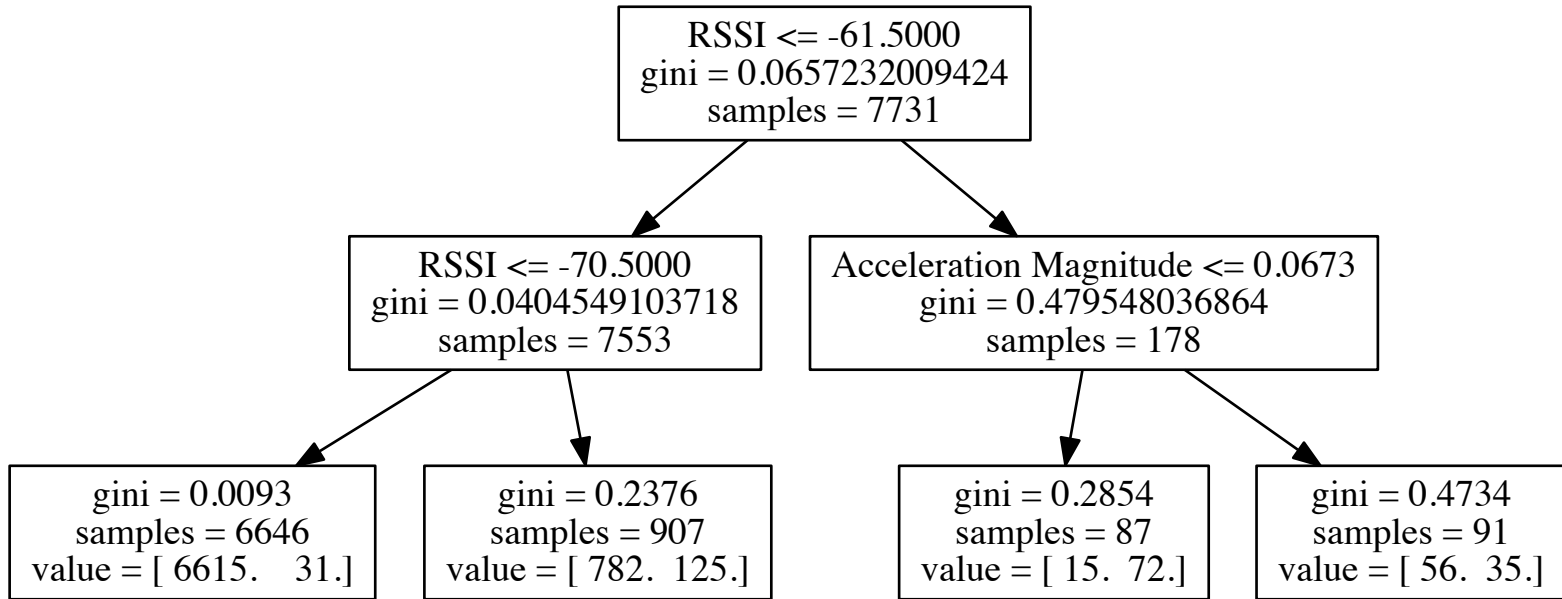 RSSI <= -61.5000
gini = 0.0657232009424
samples = 7731
RSSI <= -70.5000
gini = 0.0404549103718
samples = 7553
Acceleration Magnitude <= 0.0673
gini = 0.479548036864
samples = 178
gini = 0.0093
samples = 6646
value = [ 6615.    31.]
gini = 0.2376
samples = 907
value = [ 782.  125.]
gini = 0.2854
samples = 87
value = [ 15.  72.]
gini = 0.4734
samples = 91
value = [ 56.  35.]